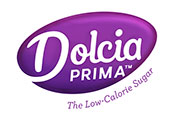 Dolcia
PRIMA™
The Low-Calorie Sugar